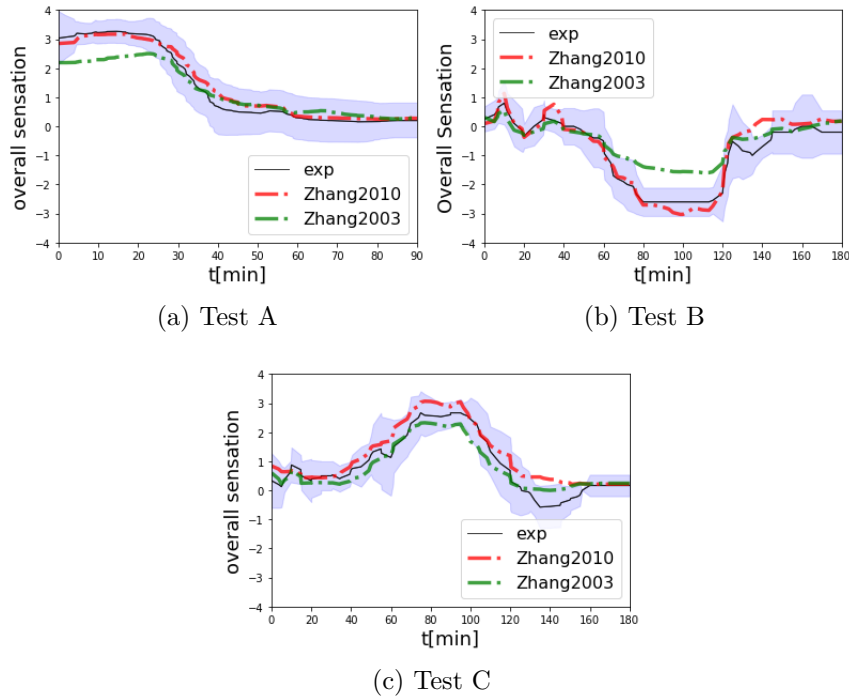 4
3
2
1
0
−1
−2
−3
−4
overall sensation
exp
Zhang2010
Zhang2003
0 10 20 30 40 50 60 70 80 90
t[min]
(a) Test A
4
3
2
1
0
−1
−2
−3
−4
Overall Sensation
exp
Zhang2010
Zhang2003
0 20 40 60 80 100 120 140 160 180
t[min]
(b) Test B
4
3
2
1
0
−1
−2
−3
−4
overall sensation
exp
Zhang2010
Zhang2003
0 20 40 60 80 100 120 140 160 180
t[min]
(c) Test C